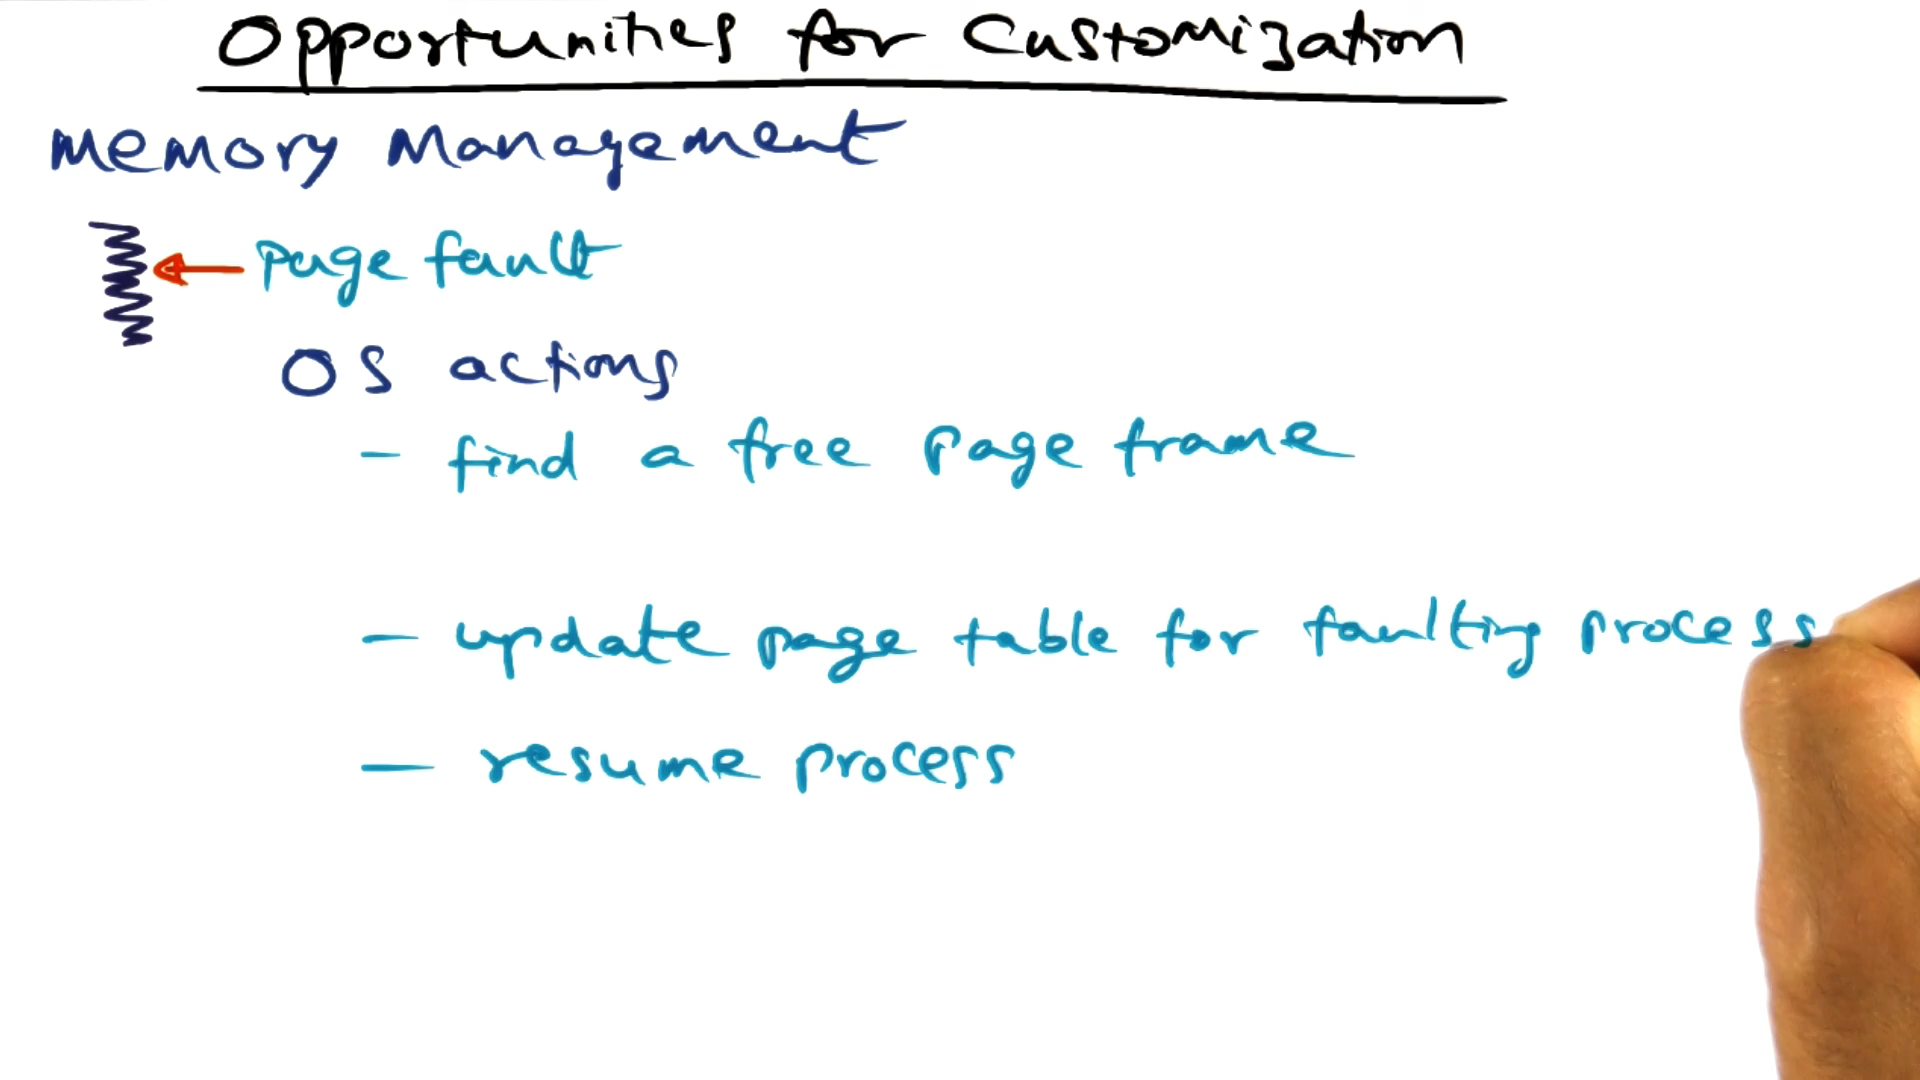 Opportunities for Customization
Memory Management
page fault
OS actions
- find a free page frame
- update page table for faulting process
- resume process